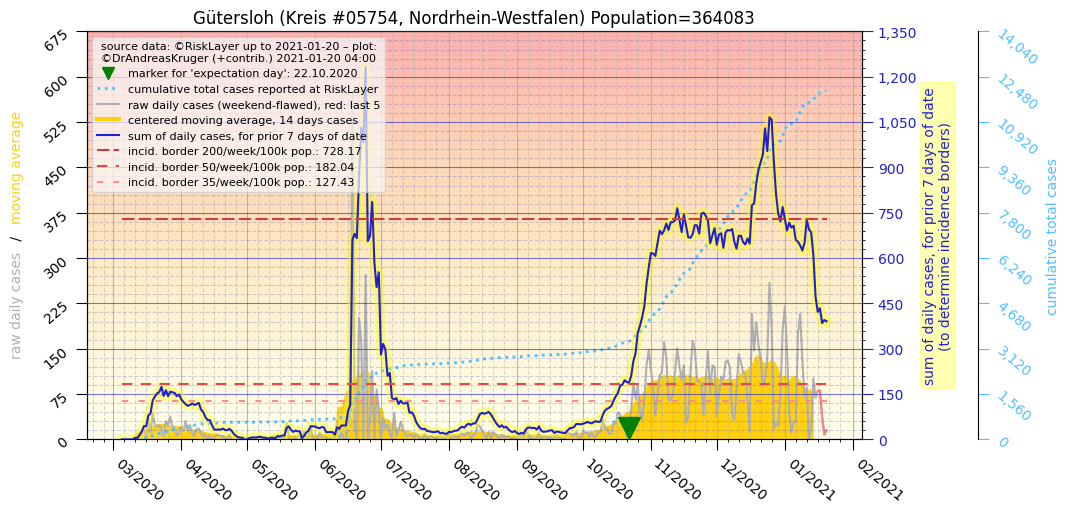 Gütersloh (Kreis #05754, Nordrhein-Westfalen) Population=364083
source data: ©RiskLayer up to 2021-01-20 – plot:
©DrAndreasKruger (+contrib.) 2021-01-20 04:00
marker for 'expectation day': 22.10.2020
cumulative total cases reported at RiskLayer
raw daily cases (weekend-flawed), red: last 5
centered moving average, 14 days cases
sum of daily cases, for prior 7 days of date
incid. border 200/week/100k pop.: 728.17
incid. border 50/week/100k pop.: 182.04
incid. border 35/week/100k pop.: 127.43
raw daily cases / moving average
675
600
525
450
375
300
225
150
75
0
03/2020
04/2020
05/2020
06/2020
07/2020
08/2020
09/2020
10/2020
11/2020
12/2020
01/2021
02/2021
1,350
1,200
1,050
900
750
600
450
300
150
0
sum of daily cases, for prior 7 days of date
(to determine incidence borders)
14,040
12,480
10,920
9,360
7,800
6,240
4,680
3,120
1,560
0
cumulative total cases